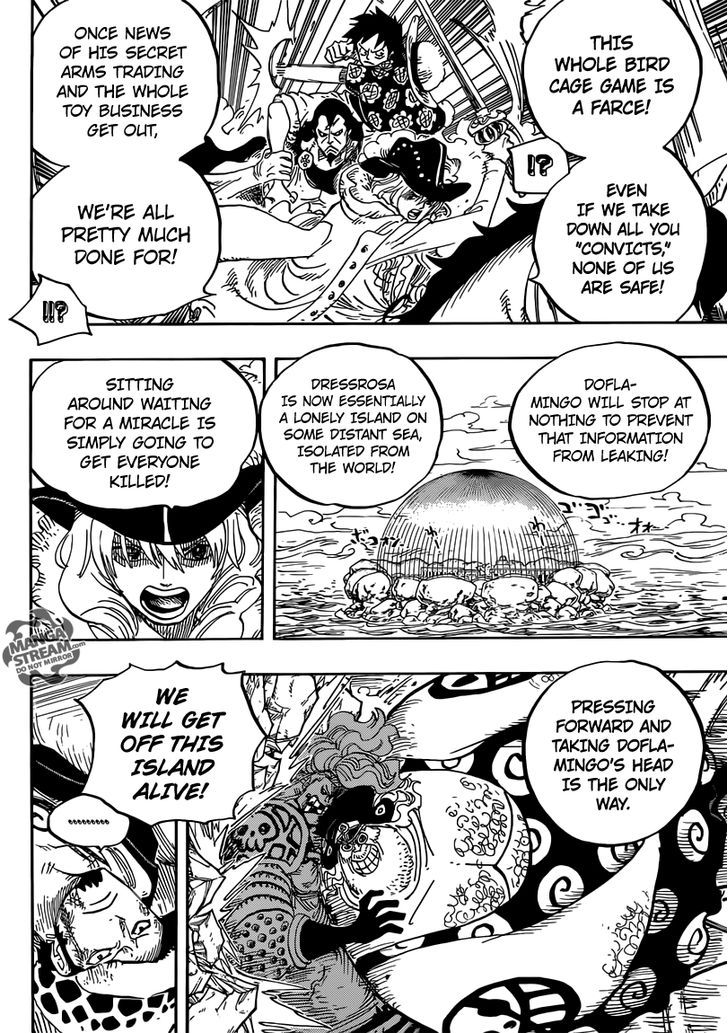 THIS
WHOLE BIRD
CAGE GAME IS
A FARCE!
!?
EVEN
IF WE TAKE
DOWN ALL YOU
"CONVICTS,"
NONE OF US
ARE SAFE!
ONCE NEWS
OF HIS SECRET
ARMS TRADING
AND THE WHOLE
TOY BUSINESS
GET OUT,
WE'RE ALL
PRETTY MUCH
DONE FOR!
!!?
DOFLA-
MINGO WILL STOP AT
NOTHING TO PREVENT
THAT INFORMATION
FROM LEAKING!
DRESSROSA
IS NOW ESSENTIALLY
A LONELY ISLAND ON
SOME DISTANT SEA,
ISOLATED FROM
THE WORLD!
SITTING
AROUND WAITING
FOR A MIRACLE IS
SIMPLY GOING TO
GET EVERYONE
KILLED!
MANGA
STREAM.com
DO NOT MIRROR
PRESSING
FORWARD AND
TAKING DOFLA-
MINGO'S HEAD
IS THE ONLY
WAY.
WE
WILL GET
OFF THIS
ISLAND
ALIVE!